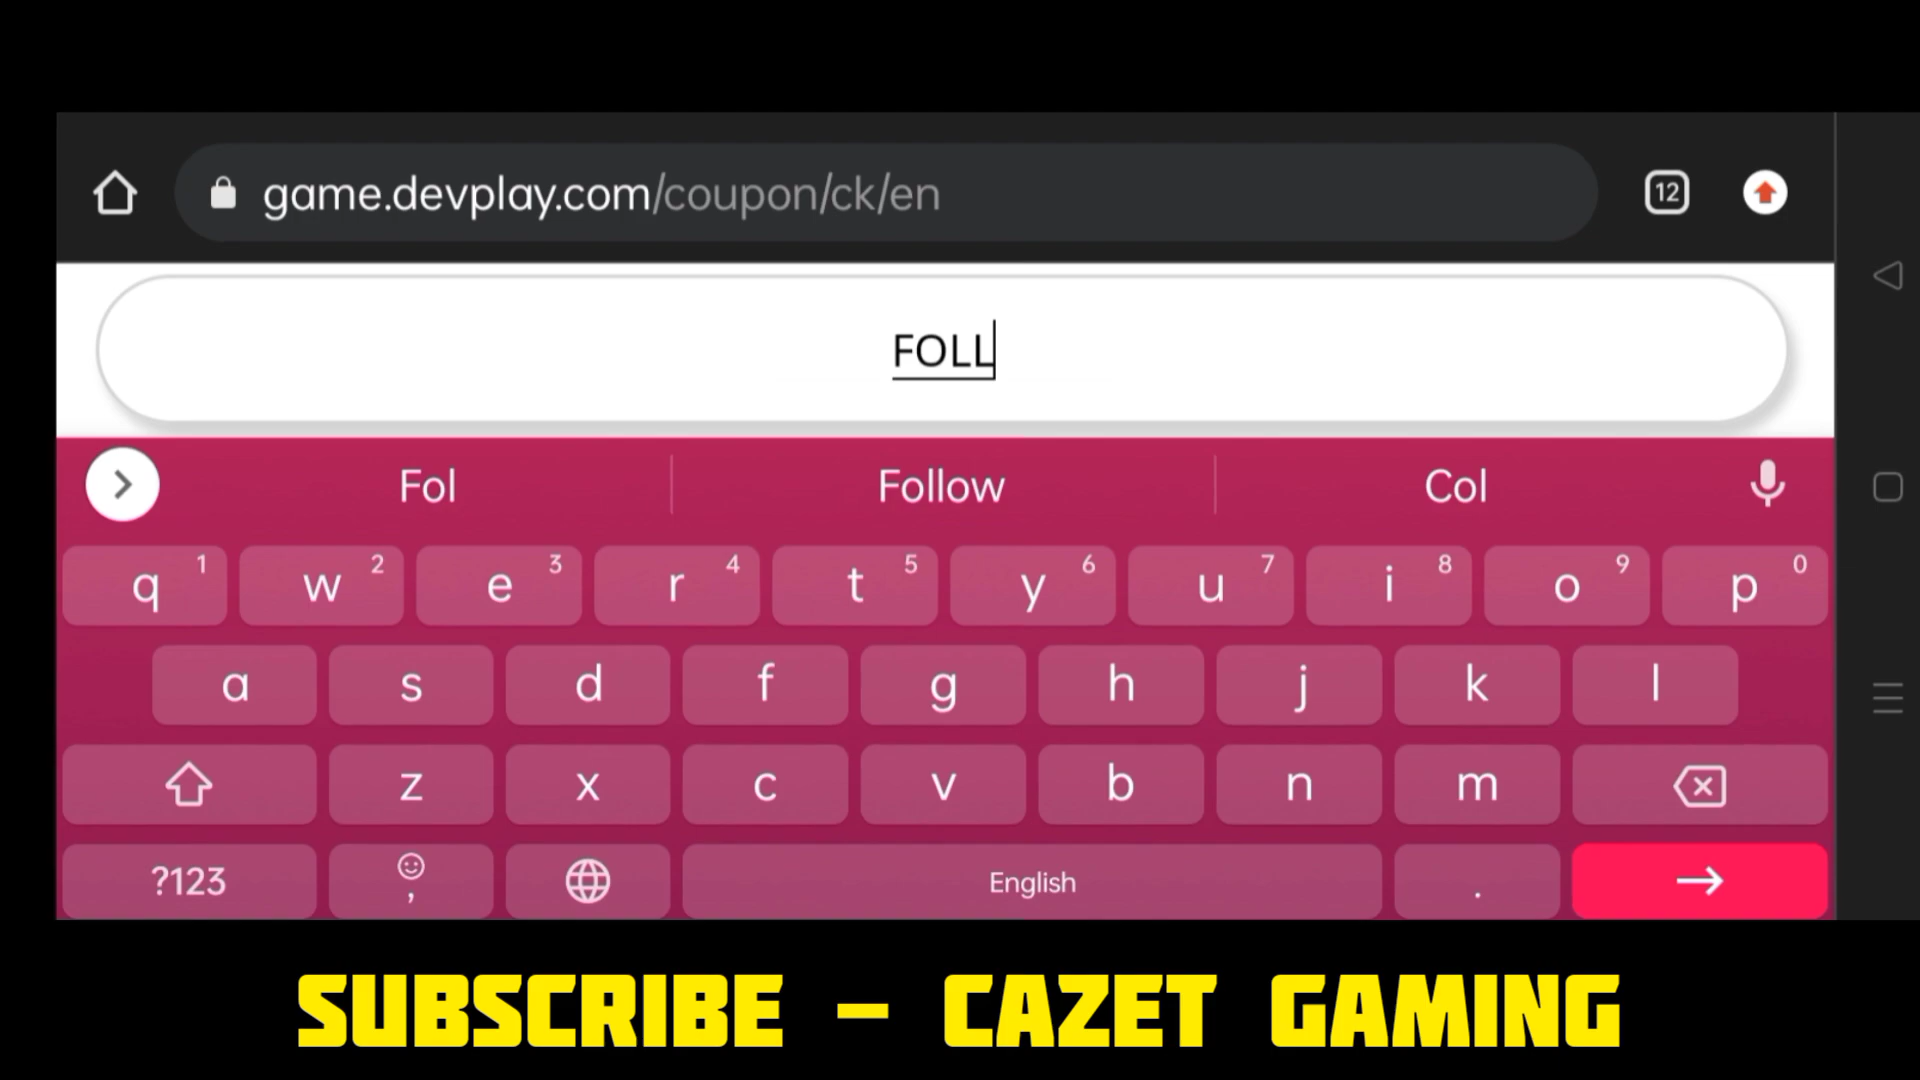 game.devplay.com/coupon/ck/en
12
FOLL
Fol Follow Col
q 1 w 2 e 3 r 4 t 5 y 6 u 7 i 8 o 9 p 0
a s d f g h j k l
z x c v b n m
?123 , English .
SUBSCRIBE - CAZET GAMING